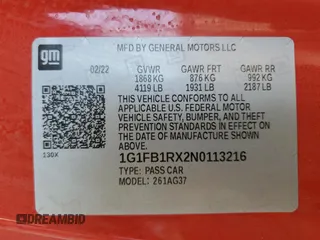 gm
MFD BY GENERAL MOTORS LLC
02/22 GVWR GAWR FRT GAWR RR
1868 KG 876 KG 992 KG
4119 LB 1931 LB 2187 LB
THIS VEHICLE CONFORMS TO ALL
APPLICABLE U.S. FEDERAL MOTOR
VEHICLE SAFETY, BUMPER, AND
THEFT PREVENTION STANDARDS
IN EFFECT ON THE DATE
OF MANUFACTURE SHOWN ABOVE.
130X
1G1FB1RX2N0113216
TYPE: PASS CAR
MODEL: 261AG37
DREAMBID